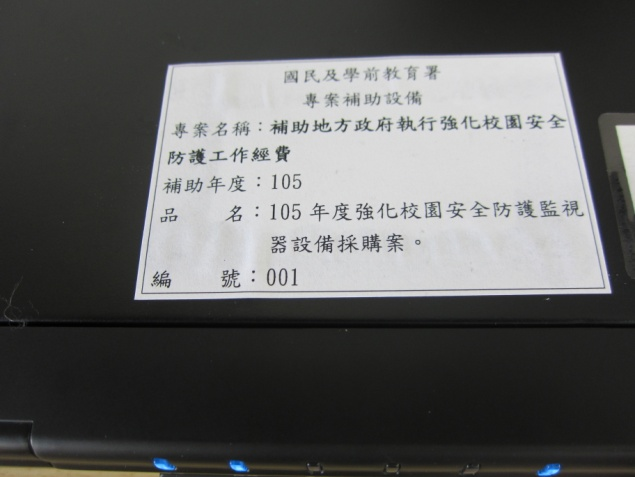 國民及學前教育署
專案補助設備
專案名稱：補助地方政府執行強化校園安全
防護工作經費
補助年度：105
品　　名：105 年度強化校園安全防護監視
器設備採購案。
編　　號：001